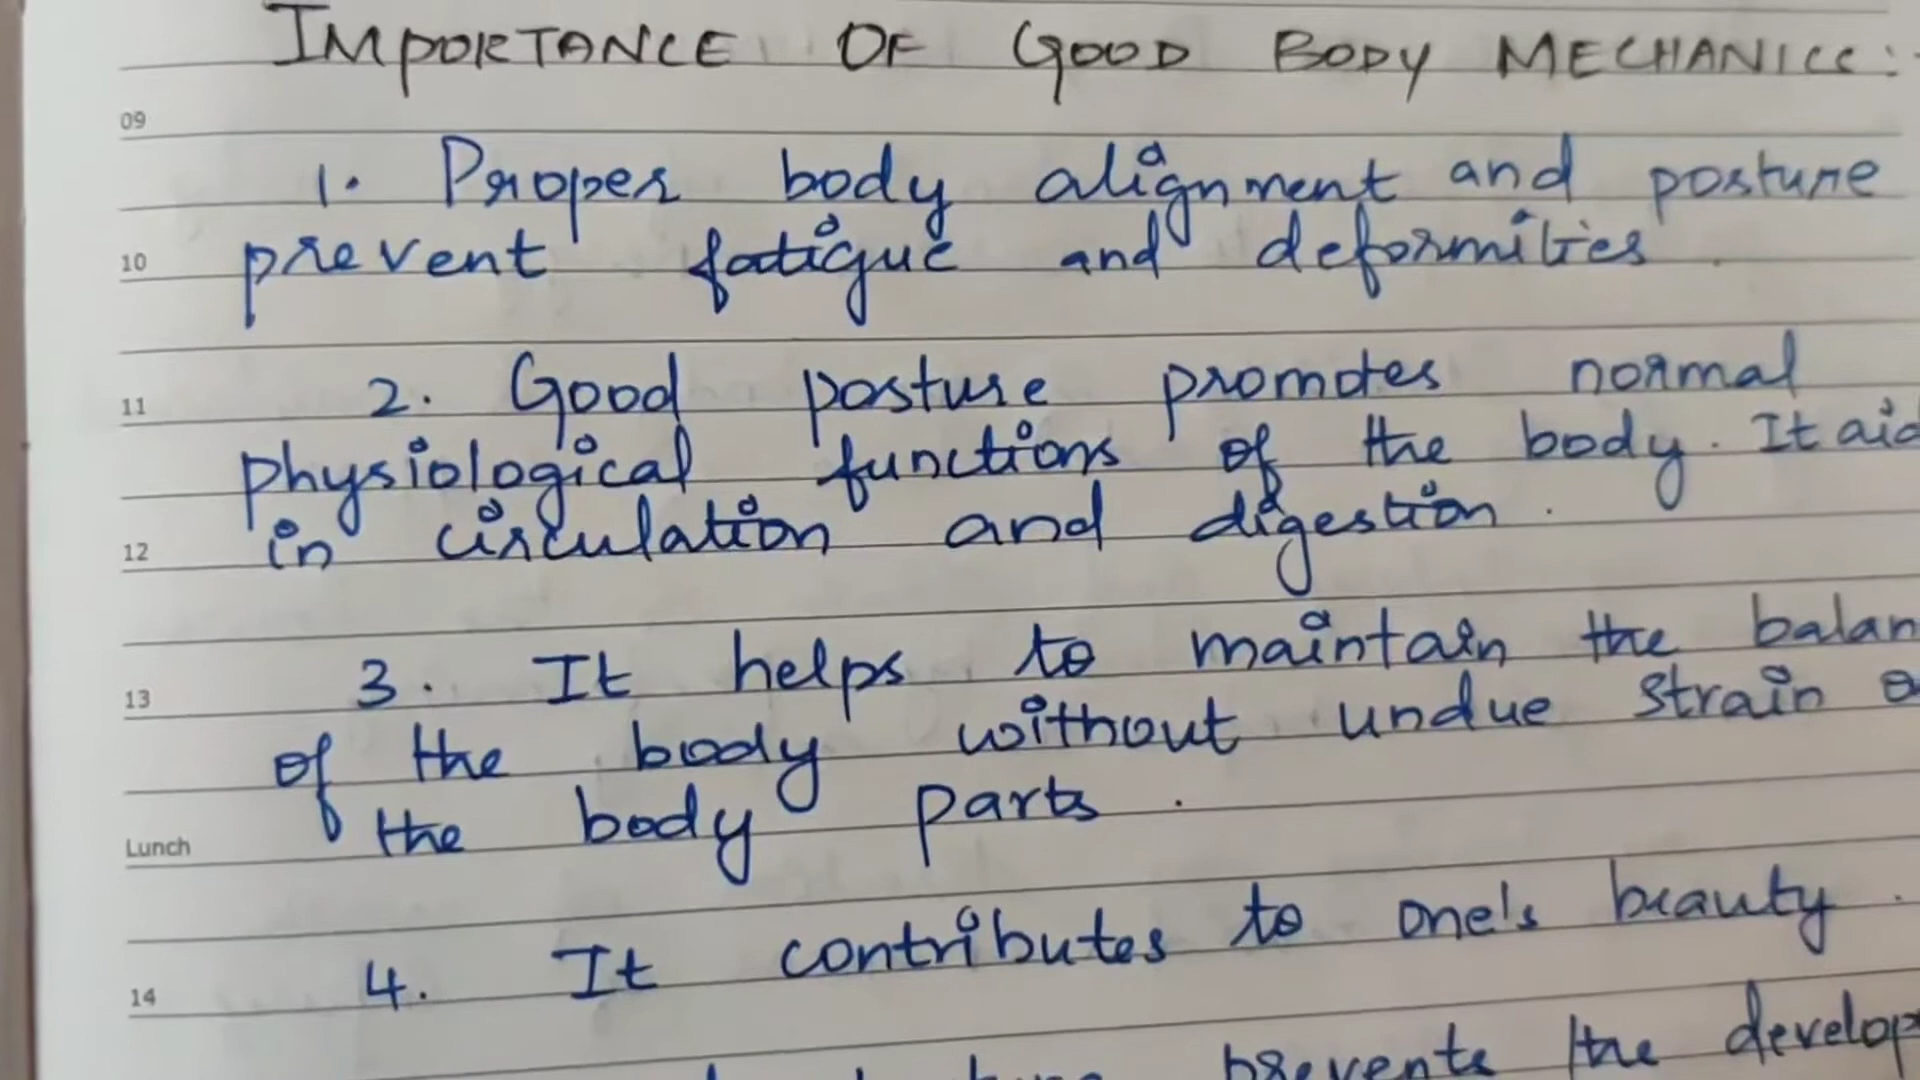 IMPORTANCE OF GOOD BODY MECHANICS:-
09
1. Proper body alignment and posture
10 prevent fatigue and deformities
11 2. Good posture promotes normal
physiological functions of the body. It
12 in circulation and digestion.
13 3. It helps to maintain the
of the body without undue strain
Lunch the body parts.
14 4. It contributes to one's beauty.
prevents the